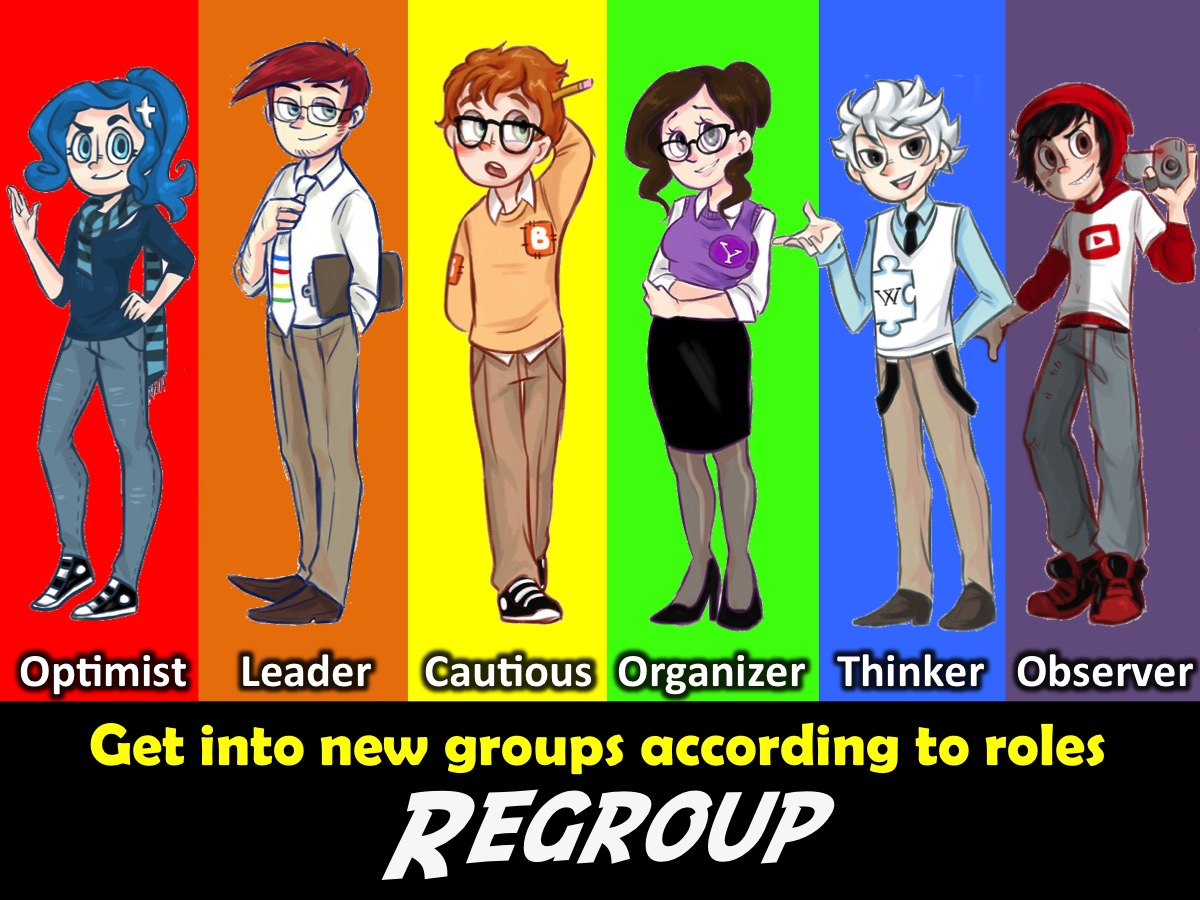 B
Y
W
Optimist Leader Cautious Organizer Thinker Observer
Get into new groups according to roles
REGROUP